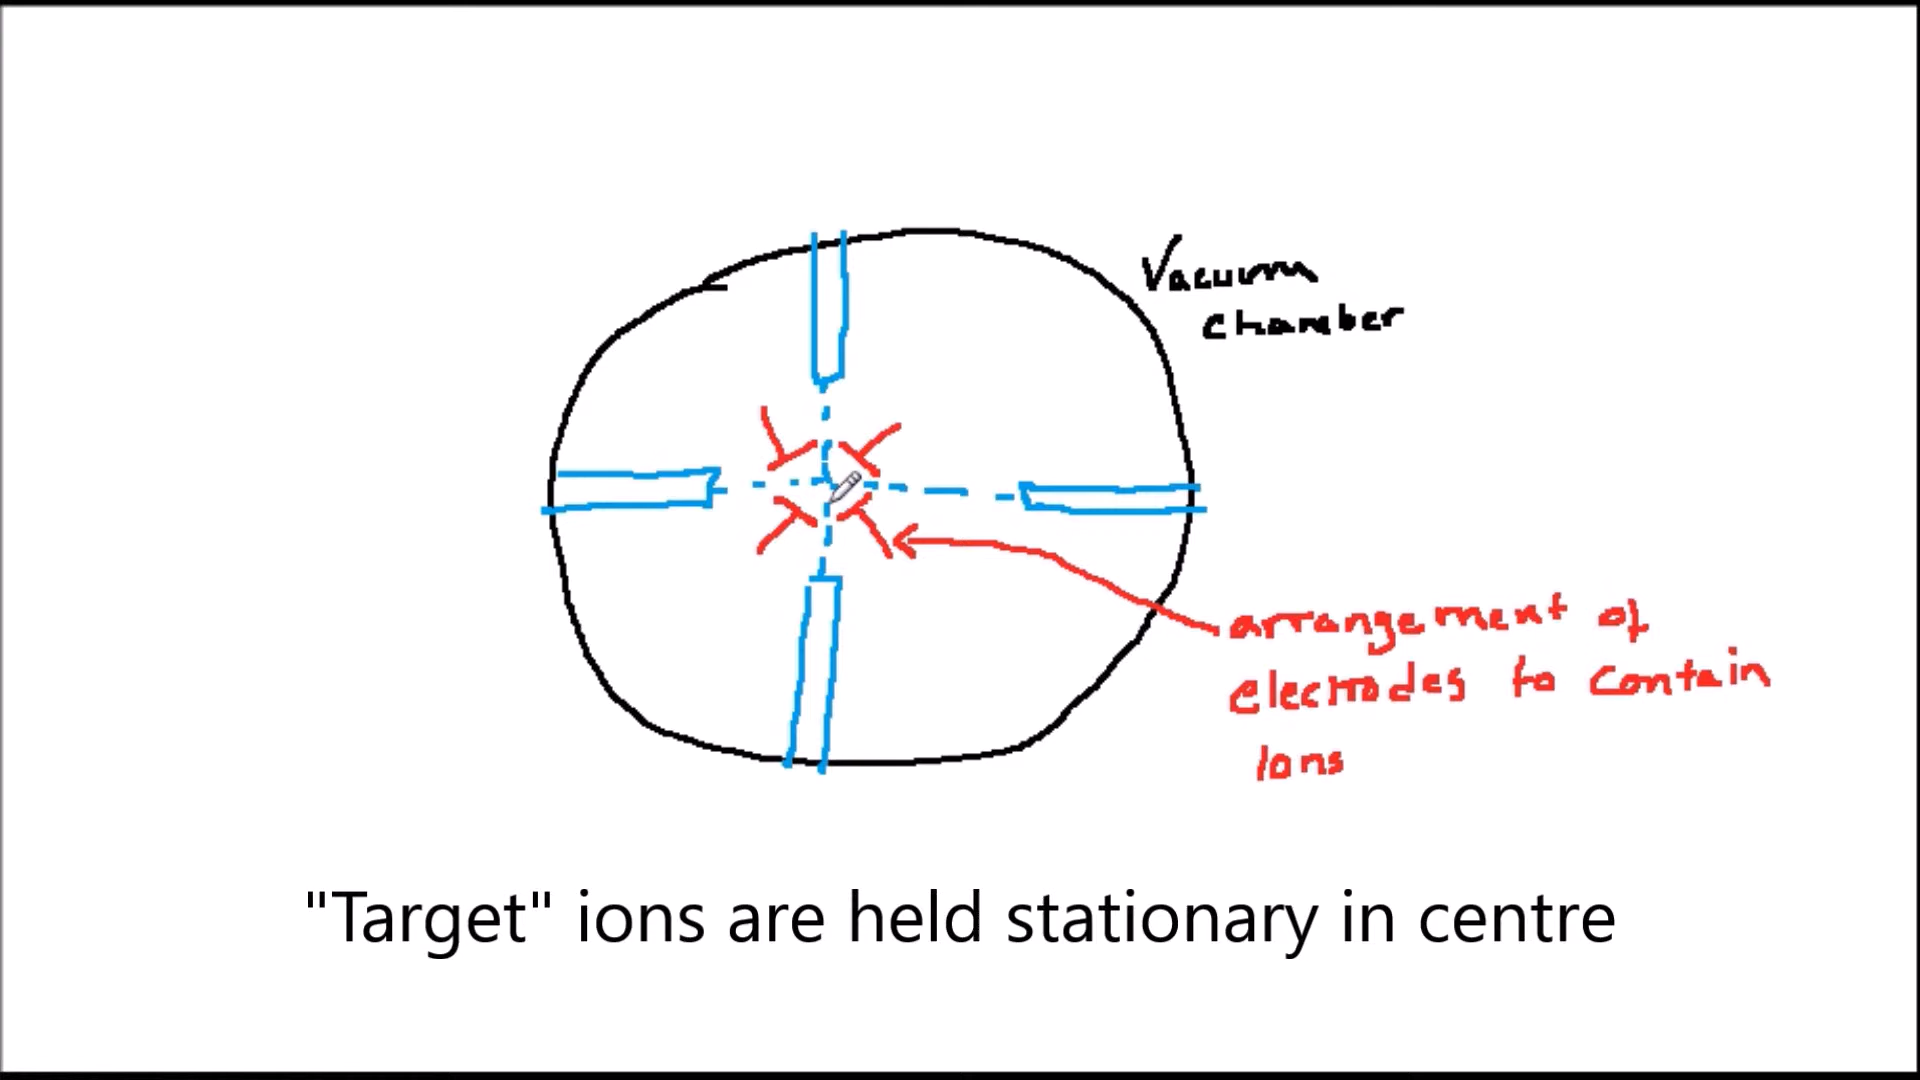 Vacuum
chamber
arrangement of
electrodes to contain
Ions
"Target" ions are held stationary in centre